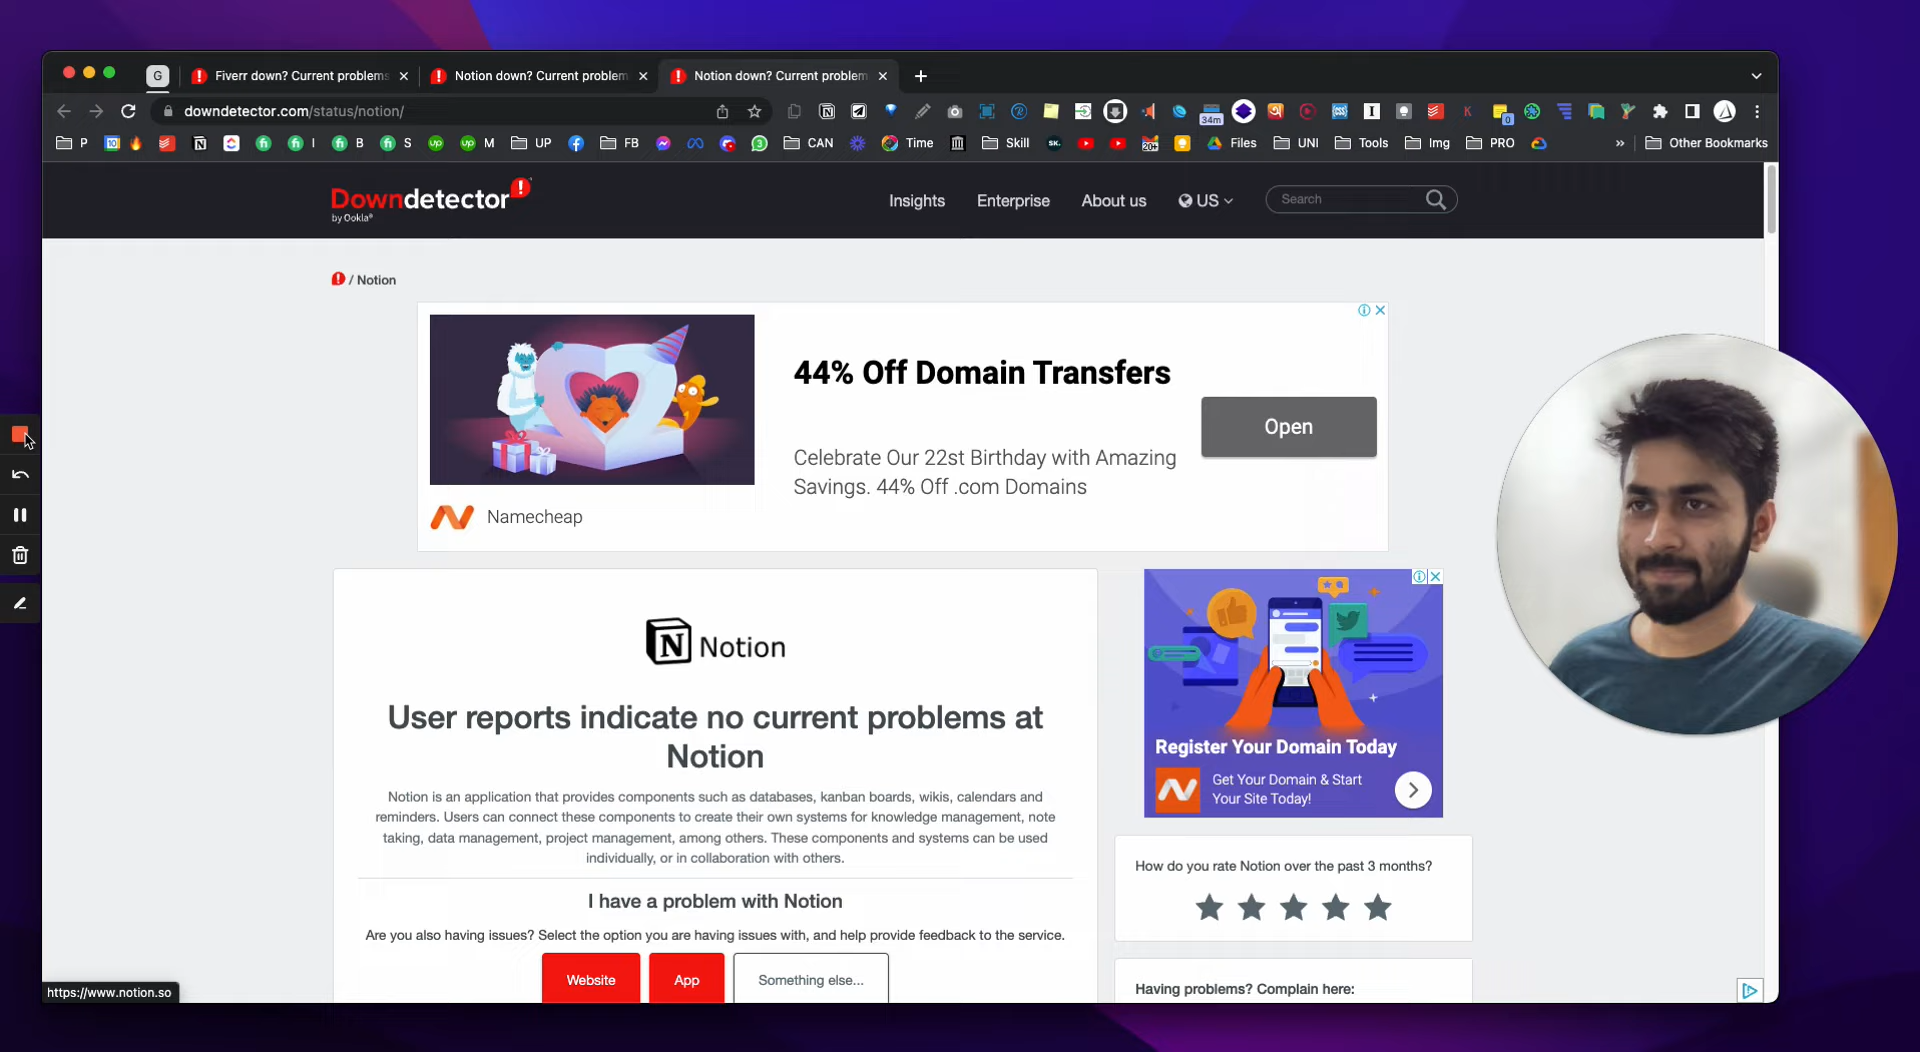 G
Fiverr down? Current problems
Notion down? Current problem
Notion down? Current problem
downdetector.com/status/notion/
34m
0
P
I
B
S
M
UP
FB
CAN
Time
Skill
SK.
20+
Files
UNI
Tools
Img
PRO
Other Bookmarks
Downdetector
by Ookla®
Insights
Enterprise
About us
US
Search
/ Notion
44% Off Domain Transfers
Open
Celebrate Our 22st Birthday with Amazing
Savings. 44% Off .com Domains
Namecheap
Notion
User reports indicate no current problems at
Notion
Notion is an application that provides components such as databases, kanban boards, wikis, calendars and
reminders. Users can connect these components to create their own systems for knowledge management, note
taking, data management, project management, among others. These components and systems can be used
individually, or in collaboration with others.
I have a problem with Notion
Are you also having issues? Select the option you are having issues with, and help provide feedback to the service.
Website
App
Something else...
Register Your Domain Today
Get Your Domain & Start
Your Site Today!
How do you rate Notion over the past 3 months?
Having problems? Complain here:
https://www.notion.so